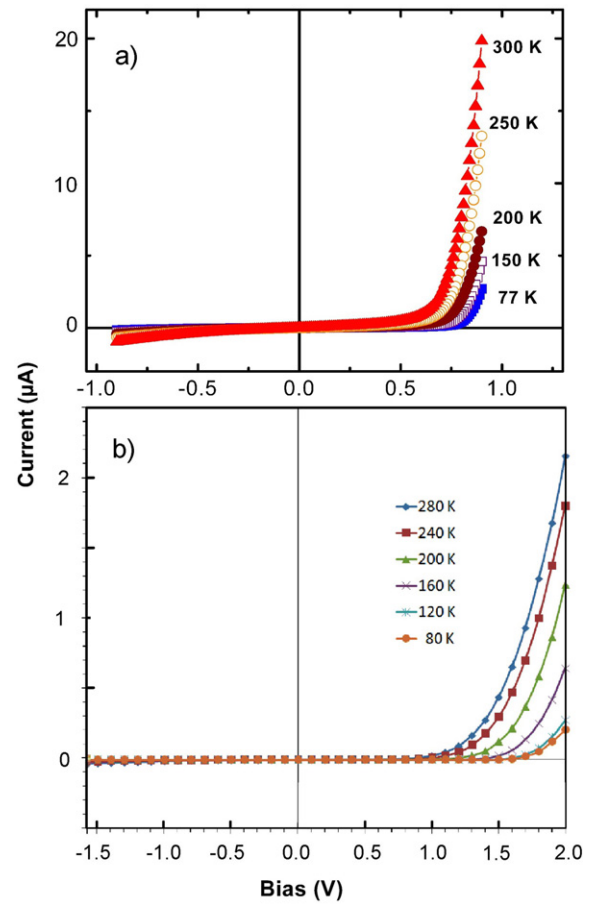 20
a)
300 K
250 K
10
200 K
150 K
77 K
0
-1.0
-0.5
0.0
0.5
1.0
Current (µA)
b)
2
280 K
240 K
200 K
160 K
120 K
80 K
1
0
-1.5
-1.0
-0.5
0.0
0.5
1.0
1.5
2.0
Bias (V)